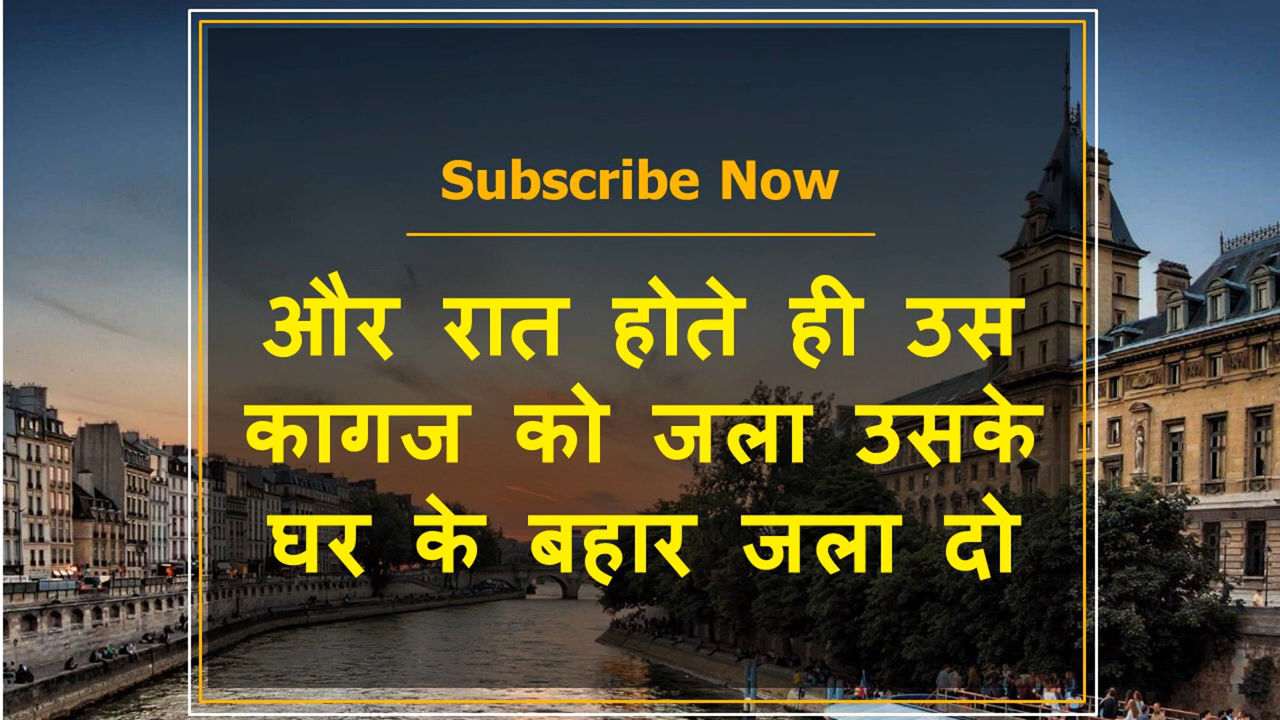 Subscribe Now
और रात होते ही उस
कागज को जला उसके
घर के बहार जला दो